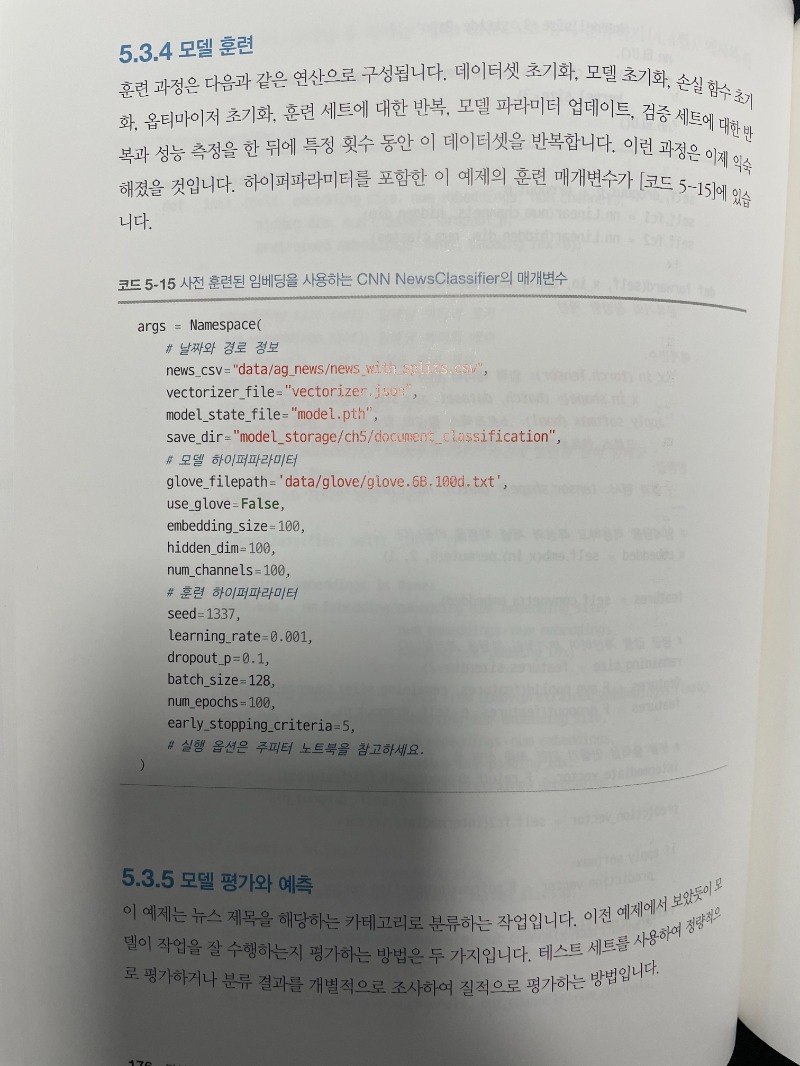 5.3.4 모델 훈련
훈련 과정은 다음과 같은 연산으로 구성됩니다. 데이터셋 초기화, 모델 초기화, 손실 함수 초기
화, 옵티마이저 초기화, 훈련 세트에 대한 반복, 모델 파라미터 업데이트, 검증 세트에 대한 반
복과 성능 측정을 한 뒤에 특정 횟수 동안 이 데이터셋을 반복합니다. 이런 과정은 이제 익숙
해졌을 것입니다. 하이퍼파라미터를 포함한 이 예제의 훈련 매개변수가 [코드 5-15]에 있습
니다.
코드 5-15 사전 훈련된 임베딩을 사용하는 CNN NewsClassifier의 매개변수
args = Namespace(
# 날짜와 경로 정보
news_csv="data/ag_news/news_with_splits.csv",
vectorizer_file="vectorizer.json",
model_state_file="model.pth",
save_dir="model_storage/ch5/document_classification",
# 모델 하이퍼파라미터
glove_filepath='data/glove/glove.6B.100d.txt',
use_glove=False,
embedding_size=100,
hidden_dim=100,
num_channels=100,
# 훈련 하이퍼파라미터
seed=1337,
learning_rate=0.001,
dropout_p=0.1,
batch_size=128,
num_epochs=100,
early_stopping_criteria=5,
# 실행 옵션은 주피터 노트북을 참고하세요.
)
5.3.5 모델 평가와 예측
이 예제는 뉴스 제목을 해당하는 카테고리로 분류하는 작업입니다. 이전 예제에서 보았듯이 모
델이 작업을 잘 수행하는지 평가하는 방법은 두 가지입니다. 테스트 세트를 사용하여 정량적으
로 평가하거나 분류 결과를 개별적으로 조사하여 질적으로 평가하는 방법입니다.